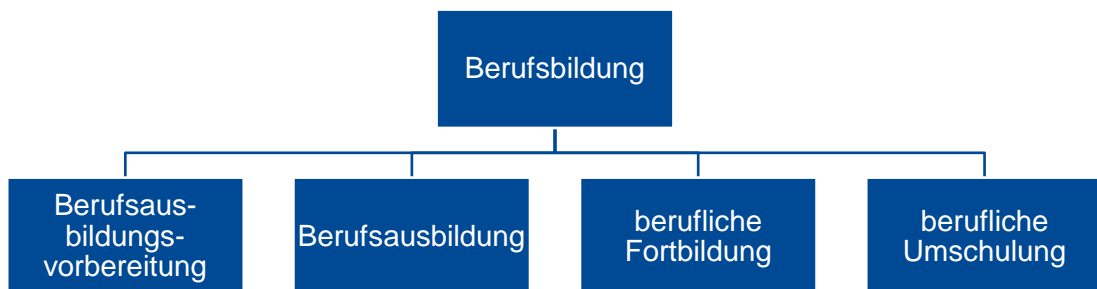 Berufsbildung
Berufsaus-
bildungs-
vorbereitung
Berufsausbildung
berufliche
Fortbildung
berufliche
Umschulung